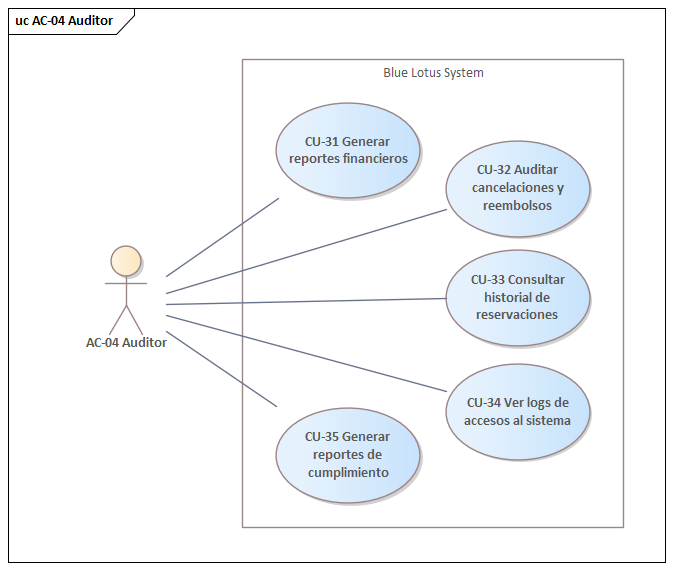 uc AC-04 Auditor
Blue Lotus System
CU-31 Generar
reportes financieros
CU-32 Auditar
cancelaciones y
reembolsos
CU-33 Consultar
historial de
reservaciones
AC-04 Auditor
CU-34 Ver logs de
accesos al sistema
CU-35 Generar
reportes de
cumplimiento